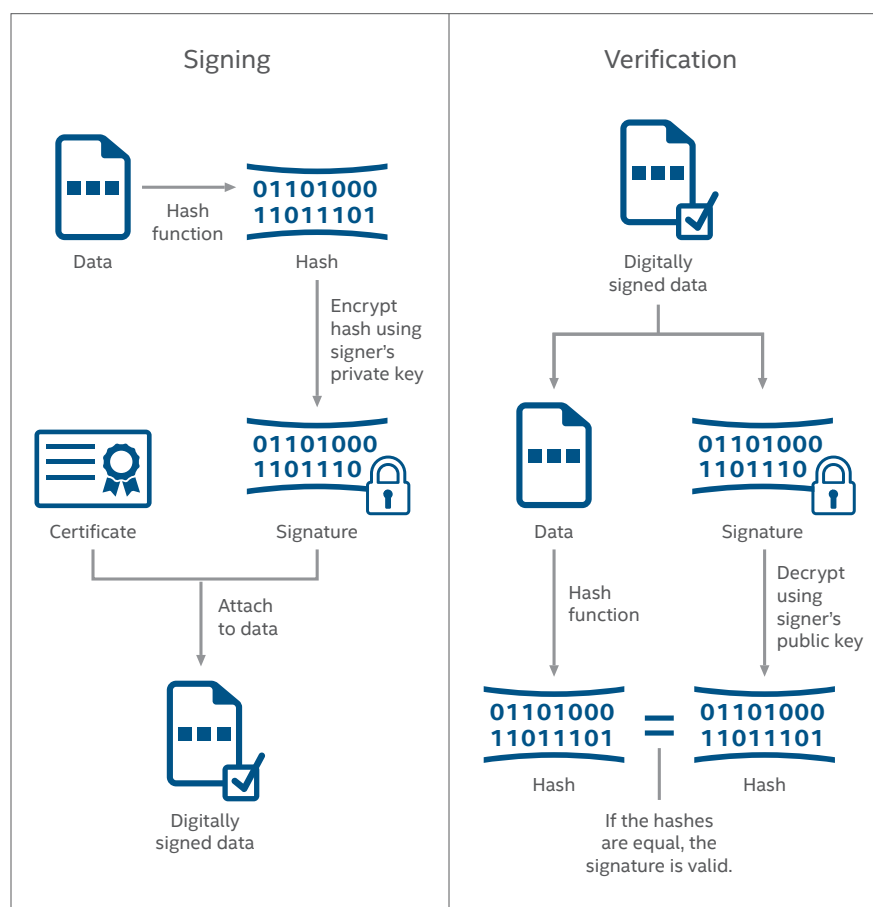 Signing
01101000
11011101
Hash
function
Data
Hash
Encrypt
hash using
signer's
private key
01101000
1101110
Certificate
Signature
Attach
to data
Digitally
signed data
Verification
Digitally
signed data
01101000
1101110
Data
Signature
Hash
function
Decrypt
using
signer's
public key
01101000
11011101
=
01101000
11011101
Hash
Hash
If the hashes
are equal, the
signature is valid.